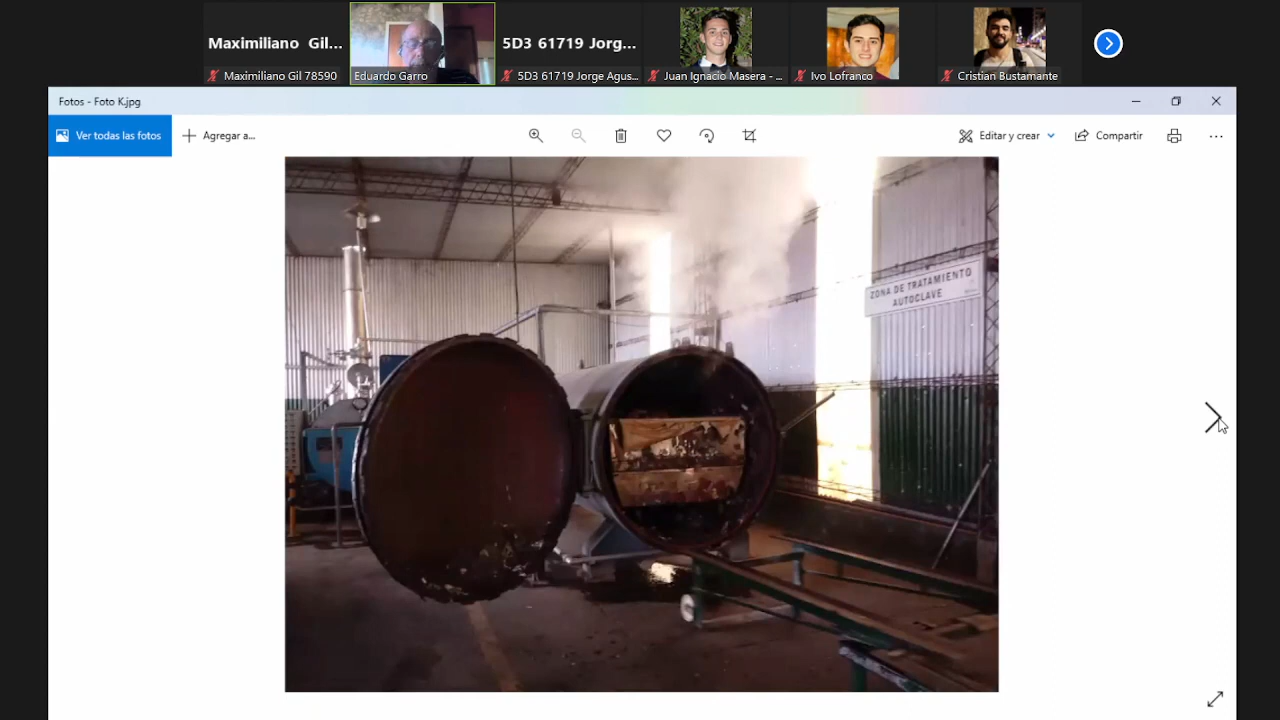 Maximiliano Gil...
5D3 61719 Jorg...
Maximiliano Gil 78590
Eduardo Garro
5D3 61719 Jorge Agus...
Juan Ignacio Masera - ...
Ivo Lofranco
Cristian Bustamante
Fotos - Foto K.jpg
Ver todas las fotos
Agregar a...
Editar y crear
Compartir
ZONA DE TRATAMIENTO
AUTOCLAVE